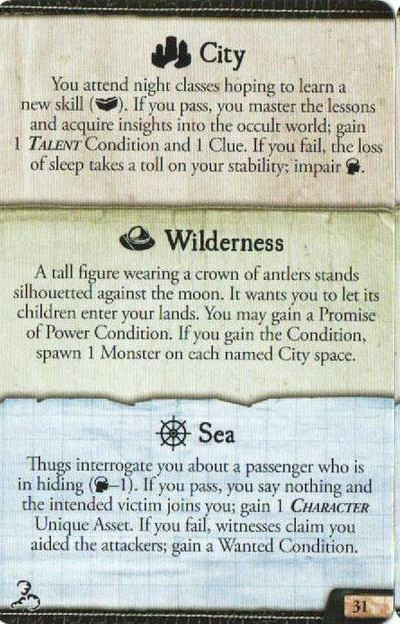 City
You attend night classes hoping to learn a
new skill (). If you pass, you master the lessons
and acquire insights into the occult world; gain
1 TALENT Condition and 1 Clue. If you fail, the loss
of sleep takes a toll on your stability; impair .
Wilderness
A tall figure wearing a crown of antlers stands
silhouetted against the moon. It wants you to let its
children enter your lands. You may gain a Promise
of Power Condition. If you gain the Condition,
spawn 1 Monster on each named City space.
Sea
Thugs interrogate you about a passenger who is
in hiding (–1). If you pass, you say nothing and
the intended victim joins you; gain 1 CHARACTER
Unique Asset. If you fail, witnesses claim you
aided the attackers; gain a Wanted Condition.
31